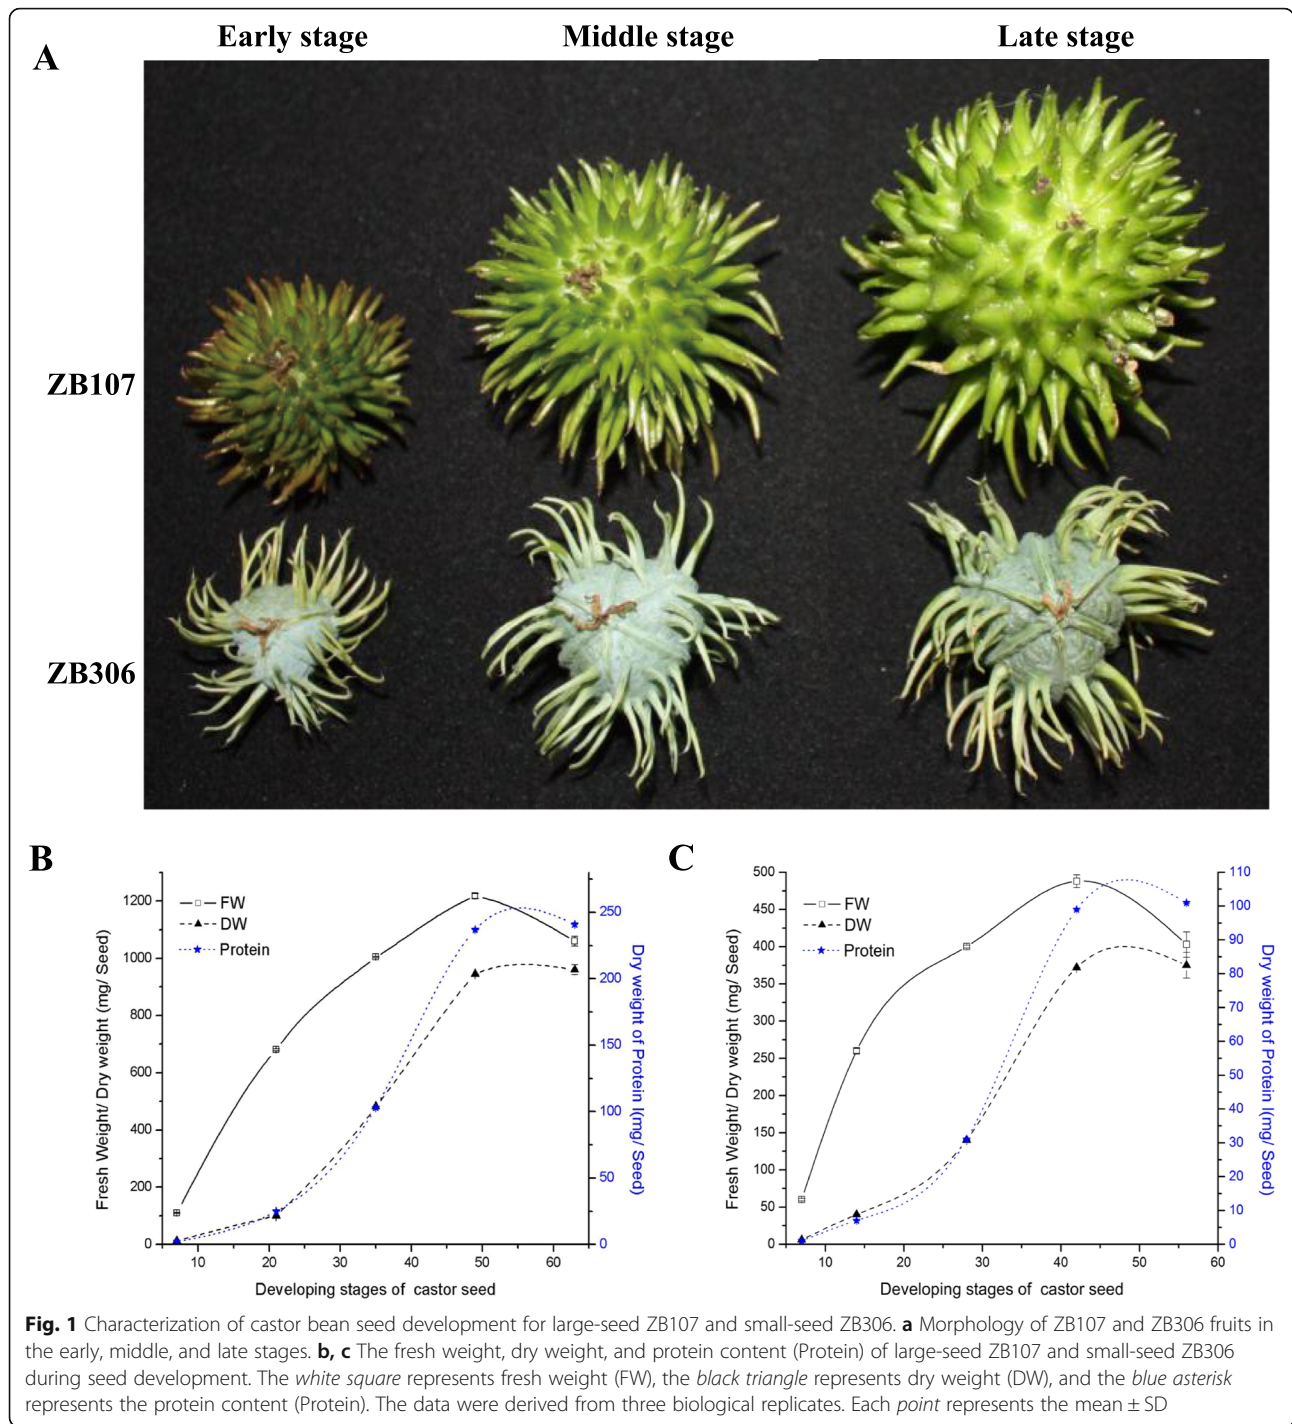 Early stage Middle stage Late stage
A
ZB107
ZB306
B
FW
DW
Protein
Fresh Weight/ Dry weight (mg/ Seed)
1200
1000
800
600
400
200
0
250
200
150
100
50
0
Dry weight of Protein l(mg/ Seed)
10 20 30 40 50 60
Developing stages of castor seed
C
FW
DW
Protein
Fresh Weight/ Dry weight (mg/ Seed)
500
450
400
350
300
250
200
150
100
50
0
110
100
90
80
70
60
50
40
30
20
10
0
Dry weight of Protein l(mg/ Seed)
10 20 30 40 50 60
Developing stages of castor seed
Fig. 1 Characterization of castor bean seed development for large-seed ZB107 and small-seed ZB306. a Morphology of ZB107 and ZB306 fruits in
the early, middle, and late stages. b, c The fresh weight, dry weight, and protein content (Protein) of large-seed ZB107 and small-seed ZB306
during seed development. The white square represents fresh weight (FW), the black triangle represents dry weight (DW), and the blue asterisk
represents the protein content (Protein). The data were derived from three biological replicates. Each point represents the mean ± SD